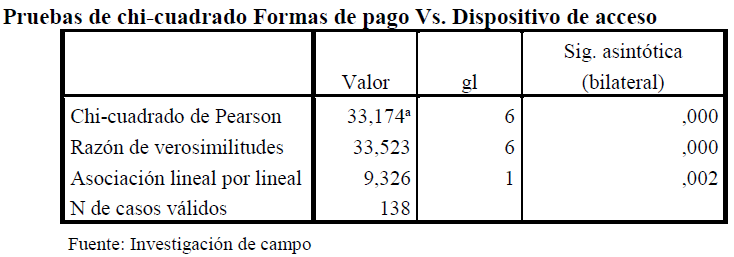 Pruebas de chi-cuadrado Formas de pago Vs. Dispositivo de acceso
Valor gl Sig. asintótica (bilateral)
Chi-cuadrado de Pearson 33,174ª 6 ,000
Razón de verosimilitudes 33,523 6 ,000
Asociación lineal por lineal 9,326 1 ,002
N de casos válidos 138
Fuente: Investigación de campo